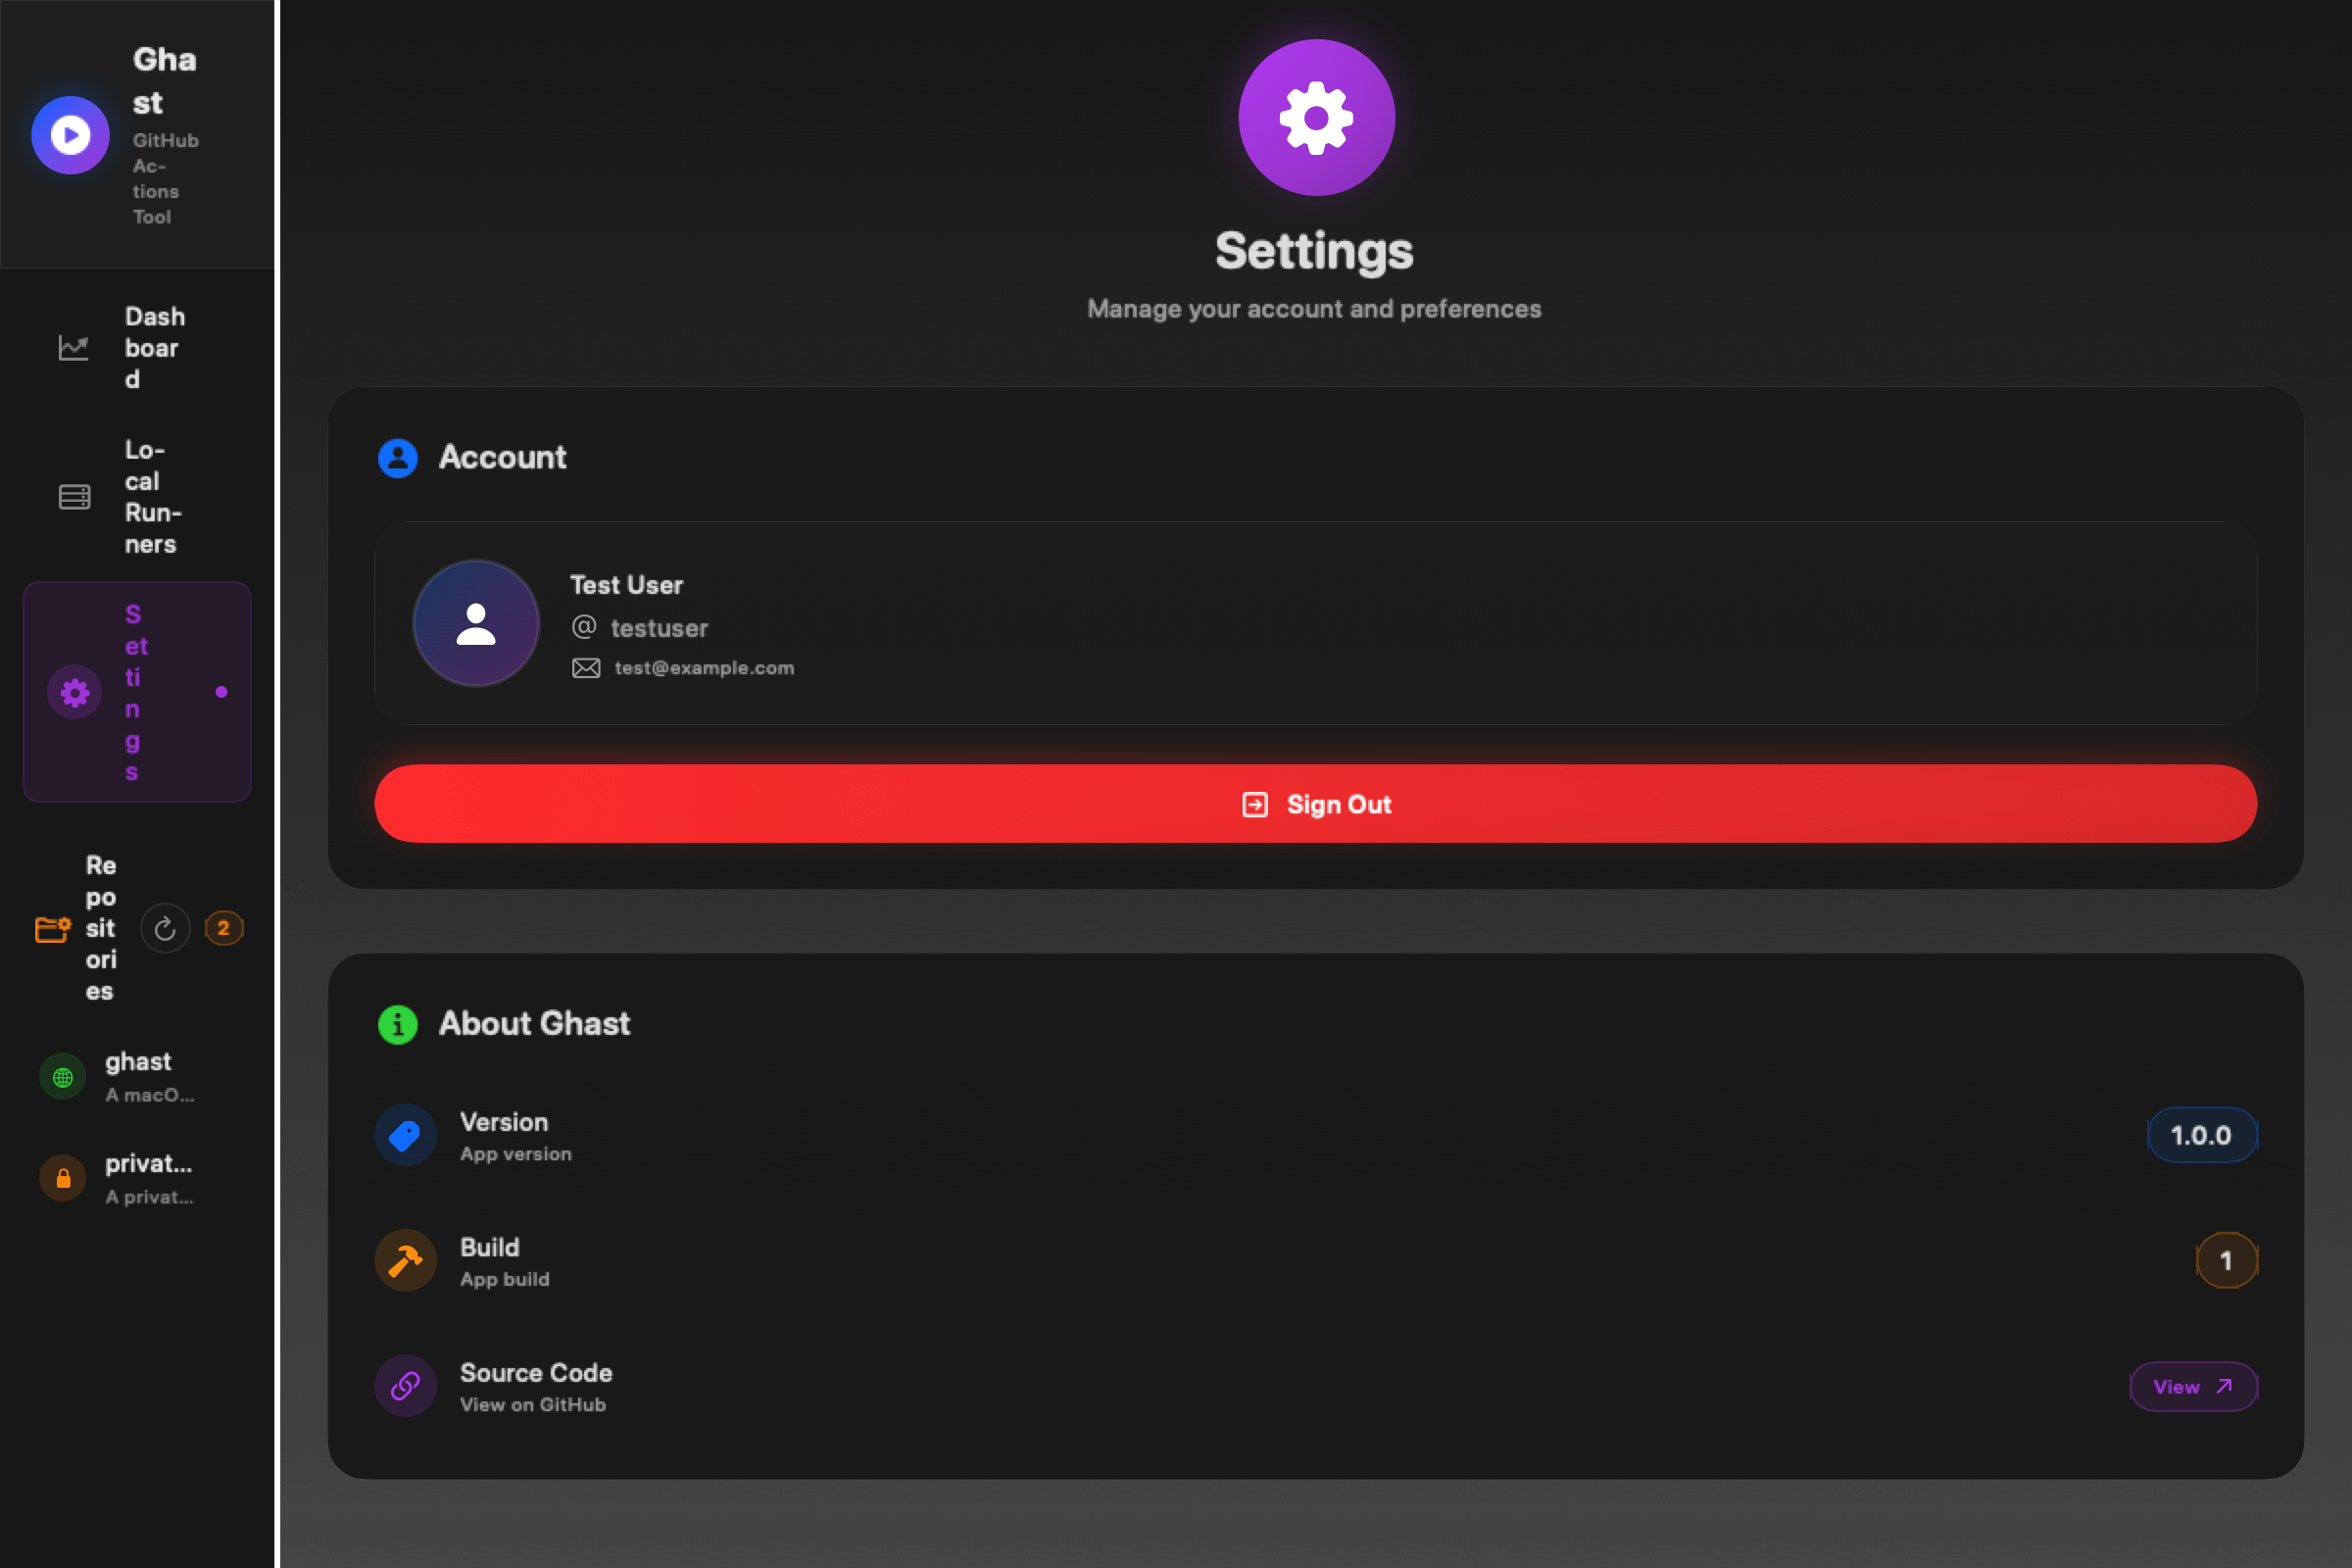 Gha
st
GitHub
Ac-
tions
Tool
Dash
boar
d
Lo-
cal
Run-
ners
S
et
ti
n
g
s
Re
po
sit
ori
es
2
ghast
A macO...
privat...
A privat...
Settings
Manage your account and preferences
Account
Test User
@ testuser
test@example.com
Sign Out
About Ghast
Version
App version
1.0.0
Build
App build
1
Source Code
View on GitHub
View